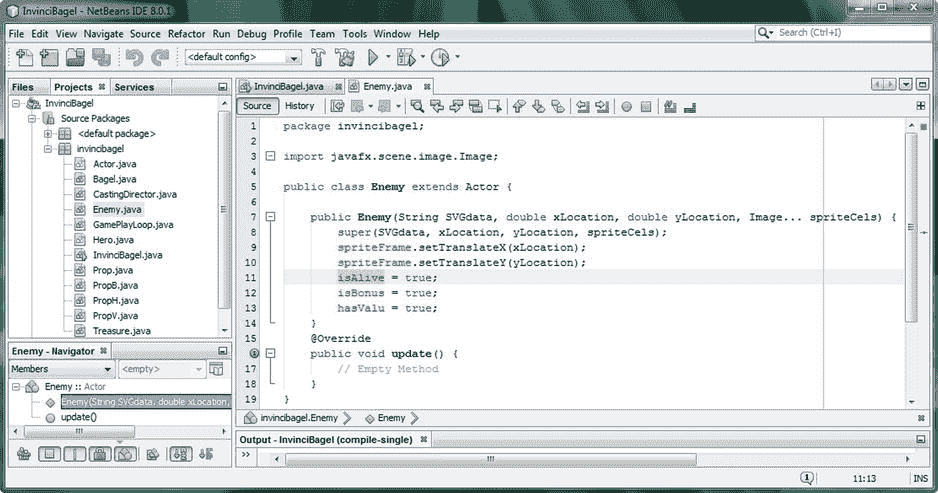 InvinciBagel - NetBeans IDE 8.0.1
File Edit View Navigate Source Refactor Run Debug Profile Team Tools Window Help
Search (Ctrl+I)
<default config>
Files Projects Services
InvinciBagel
Source Packages
<default package>
invincibagel
Actor.java
Bagel.java
CastingDirector.java
Enemy.java
GamePlayLoop.java
Hero.java
InvinciBagel.java
Prop.java
PropB.java
PropH.java
PropV.java
Treasure.java
Enemy - Navigator
Members <empty>
Enemy :: Actor
Enemy(String SVGdata, double xLocation,
update()
InvinciBagel.java Enemy.java
Source History
1 package invincibagel;
2
3 import javafx.scene.image.Image;
4
5 public class Enemy extends Actor {
6
7 public Enemy(String SVGdata, double xLocation, double yLocation, Image... spriteCels) {
8 super(SVGdata, xLocation, yLocation, spriteCels);
9 spriteFrame.setTranslateX(xLocation);
10 spriteFrame.setTranslateY(yLocation);
11 isAlive = true;
12 isBonus = true;
13 hasValu = true;
14 }
15 @Override
public void update() {
17 // Empty Method
18 }
19 }
invincibagel.Enemy Enemy
Output - InvinciBagel (compile-single)
1 11:13 INS